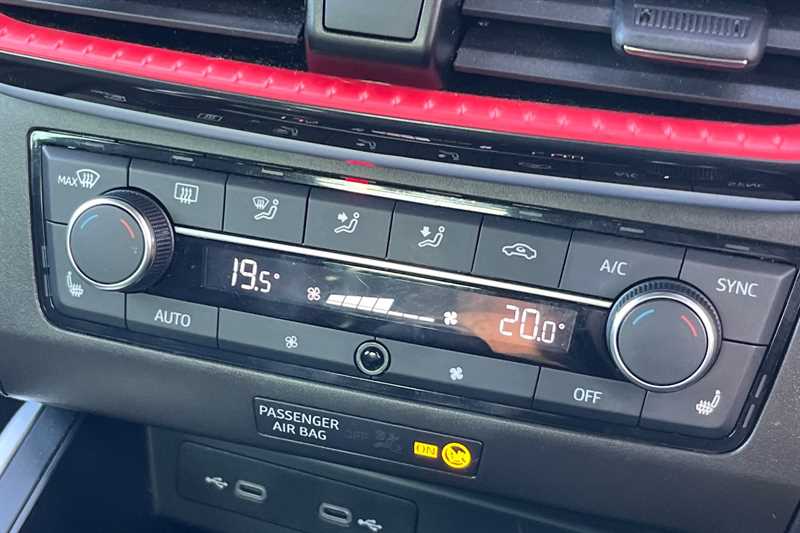 MAX
A/C
SYNC
19.5°
20.0°
AUTO
OFF
PASSENGER
AIR BAG
OFF
ON